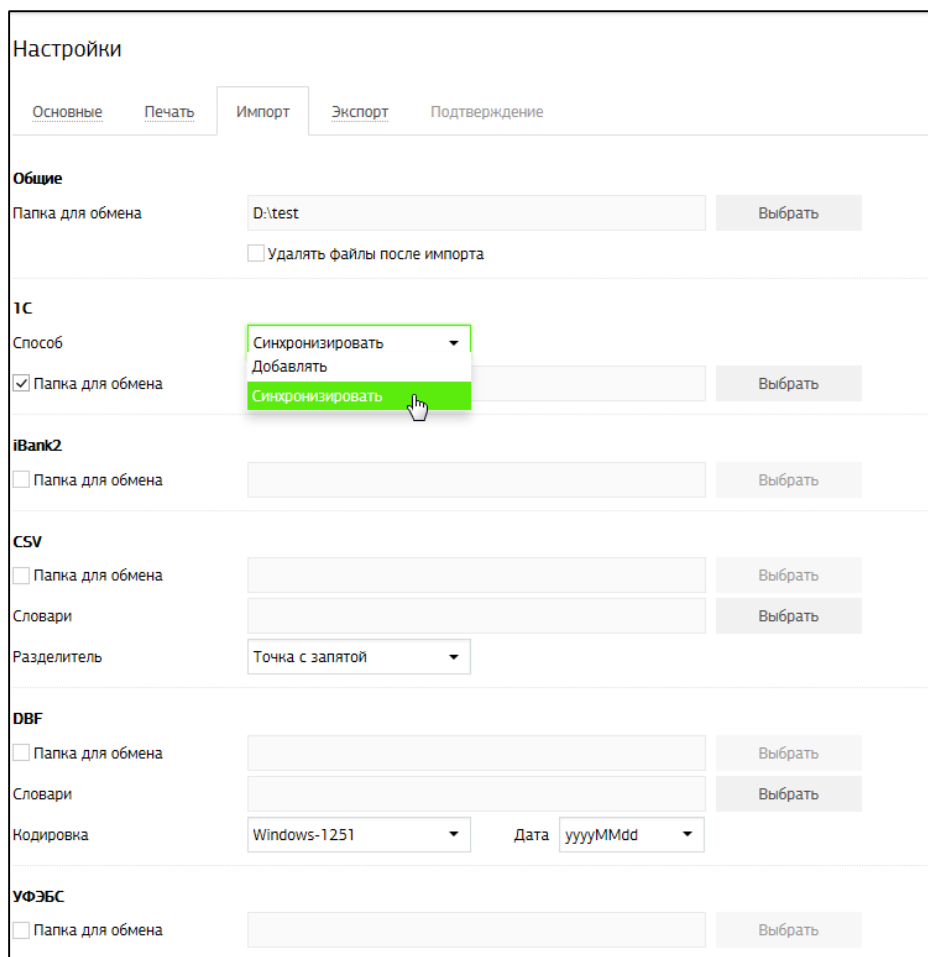 Настройки
Основные Печать Импорт Экспорт Подтверждение
Общие
Папка для обмена D:\test Выбрать
Удалять файлы после импорта
1С
Способ Синхронизировать
Добавлять
Папка для обмена Выбрать
Синхронизировать
iBank2
Папка для обмена Выбрать
CSV
Папка для обмена Выбрать
Словари Выбрать
Разделитель Точка с запятой
DBF
Папка для обмена Выбрать
Словари Выбрать
Кодировка Windows-1251 Дата yyyyMMdd
УФЭБС
Папка для обмена Выбрать